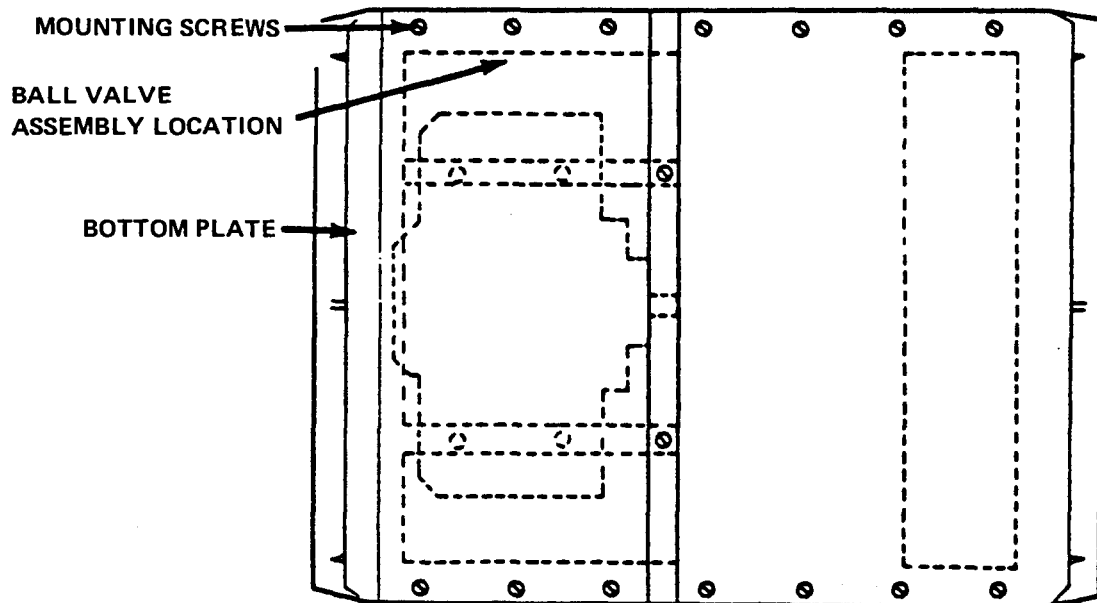 MOUNTING SCREWS
BALL VALVE
ASSEMBLY LOCATION
BOTTOM PLATE